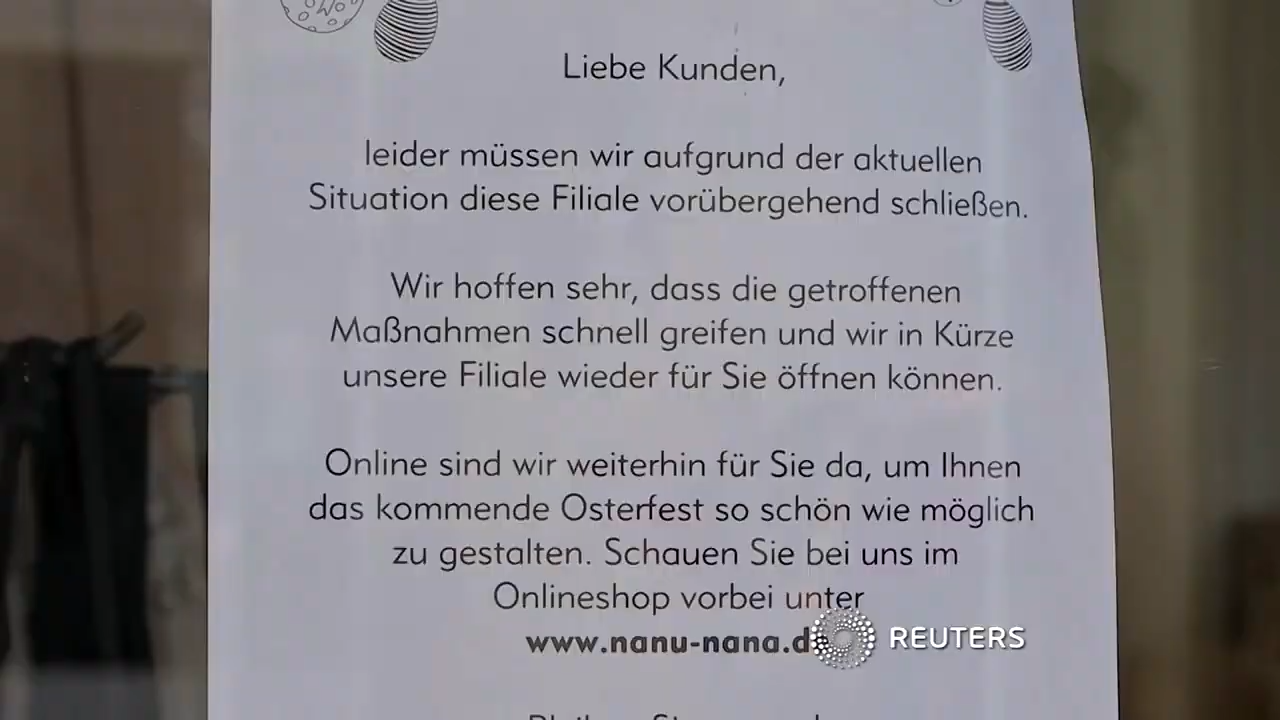 Liebe Kunden,
leider müssen wir aufgrund der aktuellen
Situation diese Filiale vorübergehend schließen.
Wir hoffen sehr, dass die getroffenen
Maßnahmen schnell greifen und wir in Kürze
unsere Filiale wieder für Sie öffnen können.
Online sind wir weiterhin für Sie da, um Ihnen
das kommende Osterfest so schön wie möglich
zu gestalten. Schauen Sie bei uns im
Onlineshop vorbei unter
www.nanu-nana.d
REUTERS